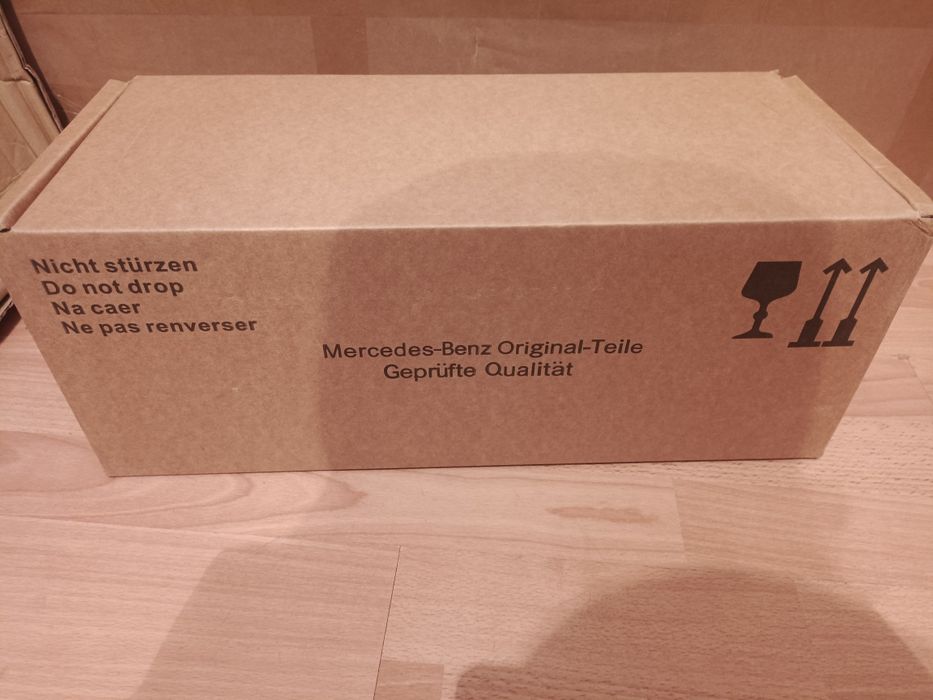 Nicht stürzen
Do not drop
Na caer
Ne pas renverser
Mercedes-Benz Original-Teile
Geprüfte Qualität